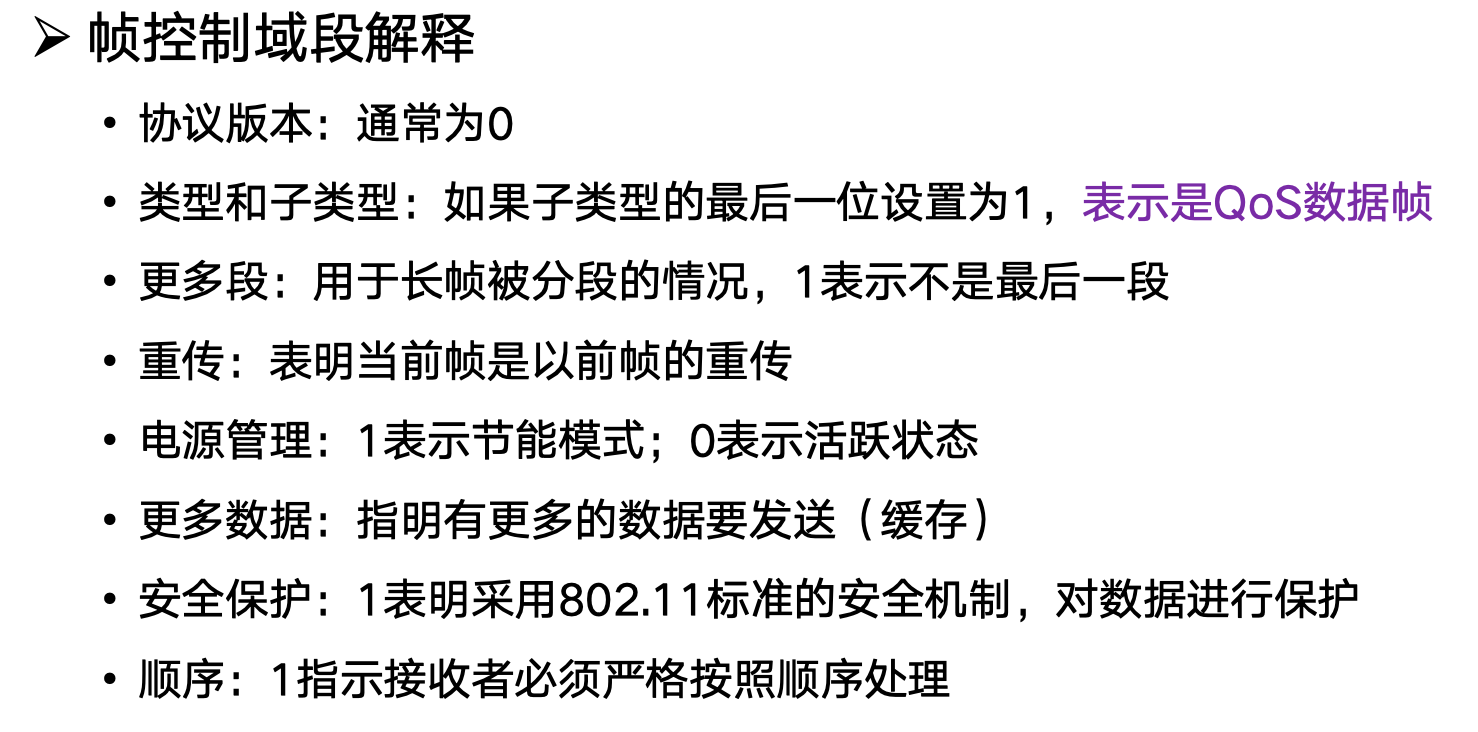 ➢ 帧控制域段解释
• 协议版本：通常为0
• 类型和子类型：如果子类型的最后一位设置为1，表示是QoS数据帧
• 更多段：用于长帧被分段的情况，1表示不是最后一段
• 重传：表明当前帧是以前帧的重传
• 电源管理：1表示节能模式；0表示活跃状态
• 更多数据：指明有更多的数据要发送（缓存）
• 安全保护：1表明采用802.11标准的安全机制，对数据进行保护
• 顺序：1指示接收者必须严格按照顺序处理